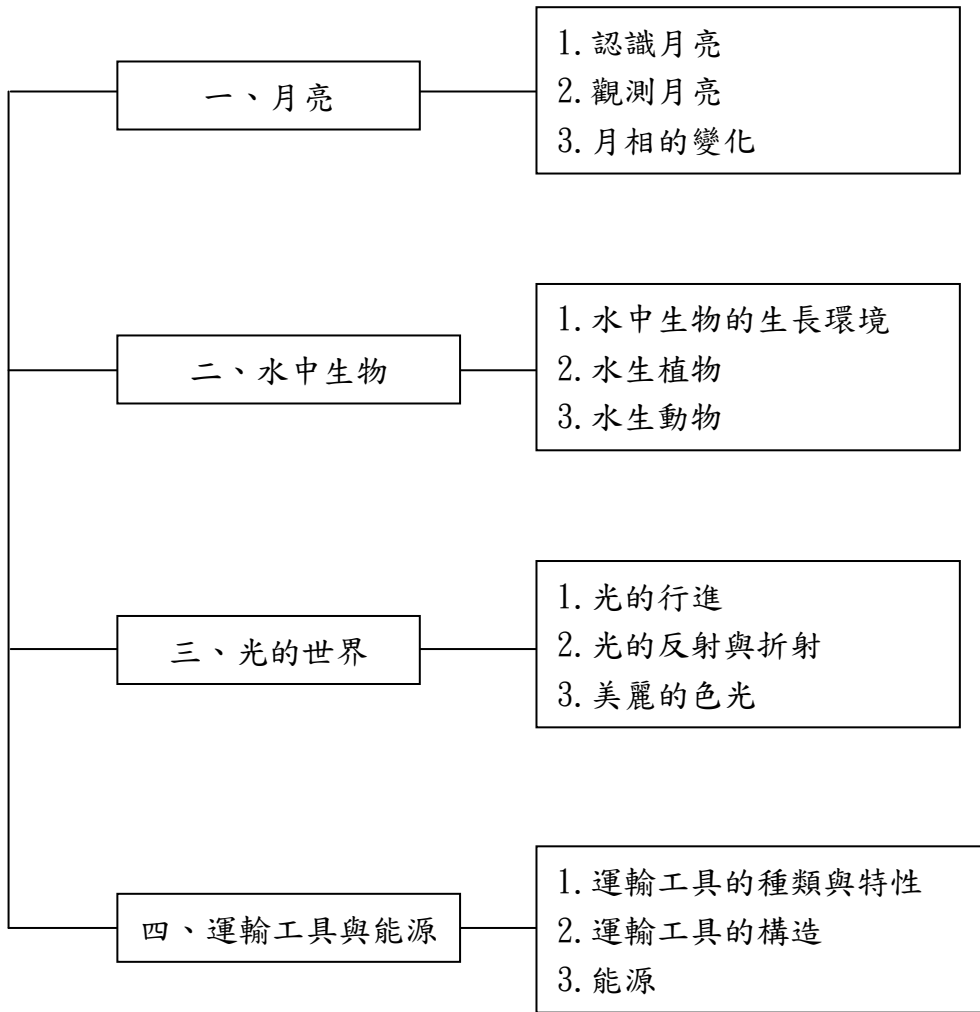 一、月亮
1.認識月亮
2.觀測月亮
3.月相的變化
二、水中生物
1.水中生物的生長環境
2.水生植物
3.水生動物
三、光的世界
1.光的行進
2.光的反射與折射
3.美麗的色光
四、運輸工具與能源
1.運輸工具的種類與特性
2.運輸工具的構造
3.能源